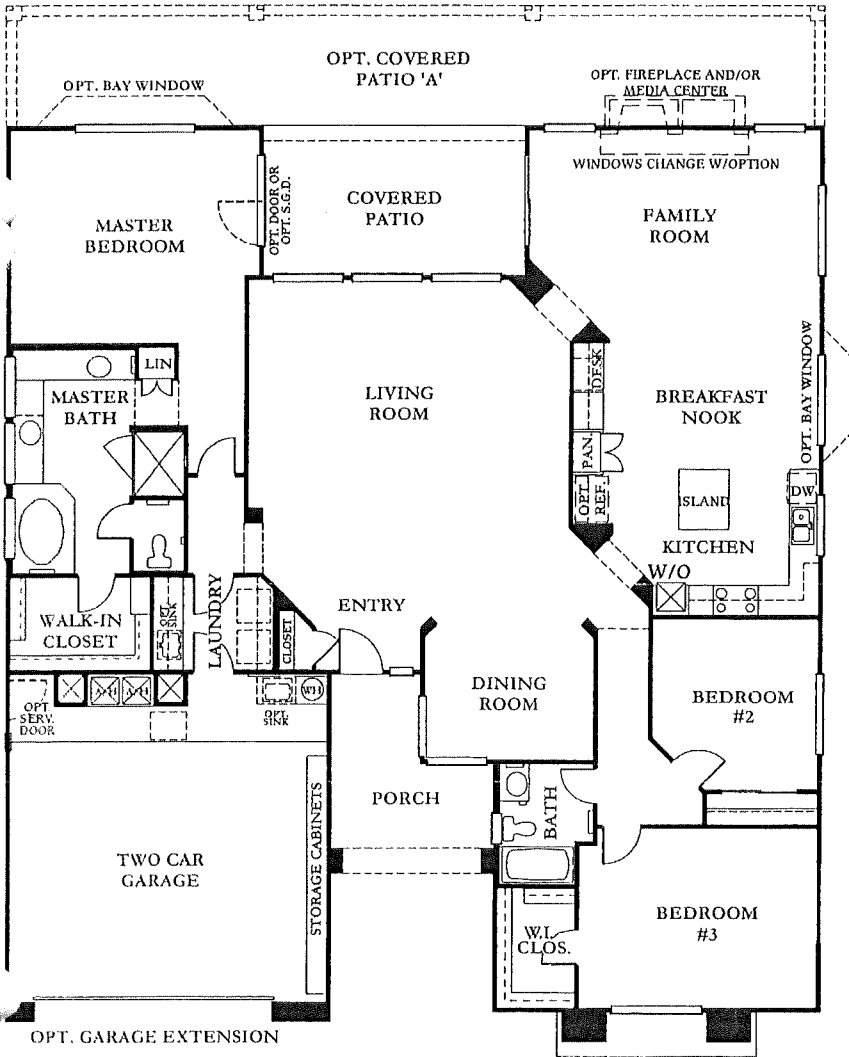 OPT. COVERED
PATIO 'A'
OPT. BAY WINDOW
OPT. FIREPLACE AND/OR
MEDIA CENTER
WINDOWS CHANGE W/OPTION
OPT. DOOR OR
OPT. S.G.D.
COVERED
PATIO
MASTER
BEDROOM
FAMILY
ROOM
LIN
MASTER
BATH
LIVING
ROOM
DESK
BREAKFAST
NOOK
OPT. BAY WINDOW
PAN.
OPT.
REF.
ISLAND
DW
KITCHEN
W/O
WALK-IN
CLOSET
OPT.
SINK
LAUNDRY
ENTRY
CLOSET
DINING
ROOM
BEDROOM
#2
OPT
SERV.
DOOR
A/H
A/H
OPT.
SINK
WH
PORCH
BATH
TWO CAR
GARAGE
STORAGE CABINETS
W.I.
CLOS.
BEDROOM
#3
OPT. GARAGE EXTENSION